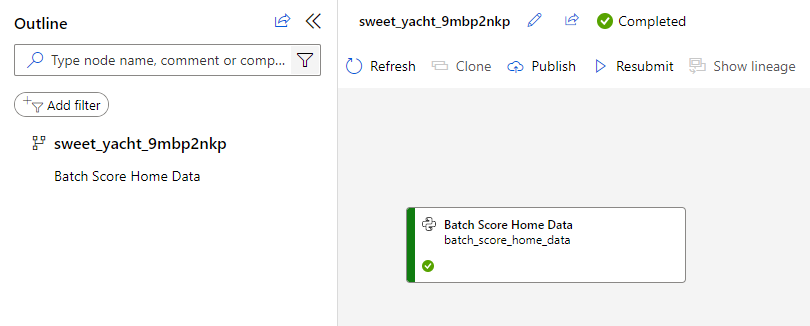 Outline
Type node name, comment or comp...
Add filter
sweet_yacht_9mbp2nkp
Batch Score Home Data
sweet_yacht_9mbp2nkp Completed
Refresh Clone Publish Resubmit Show lineage
Batch Score Home Data
batch_score_home_data